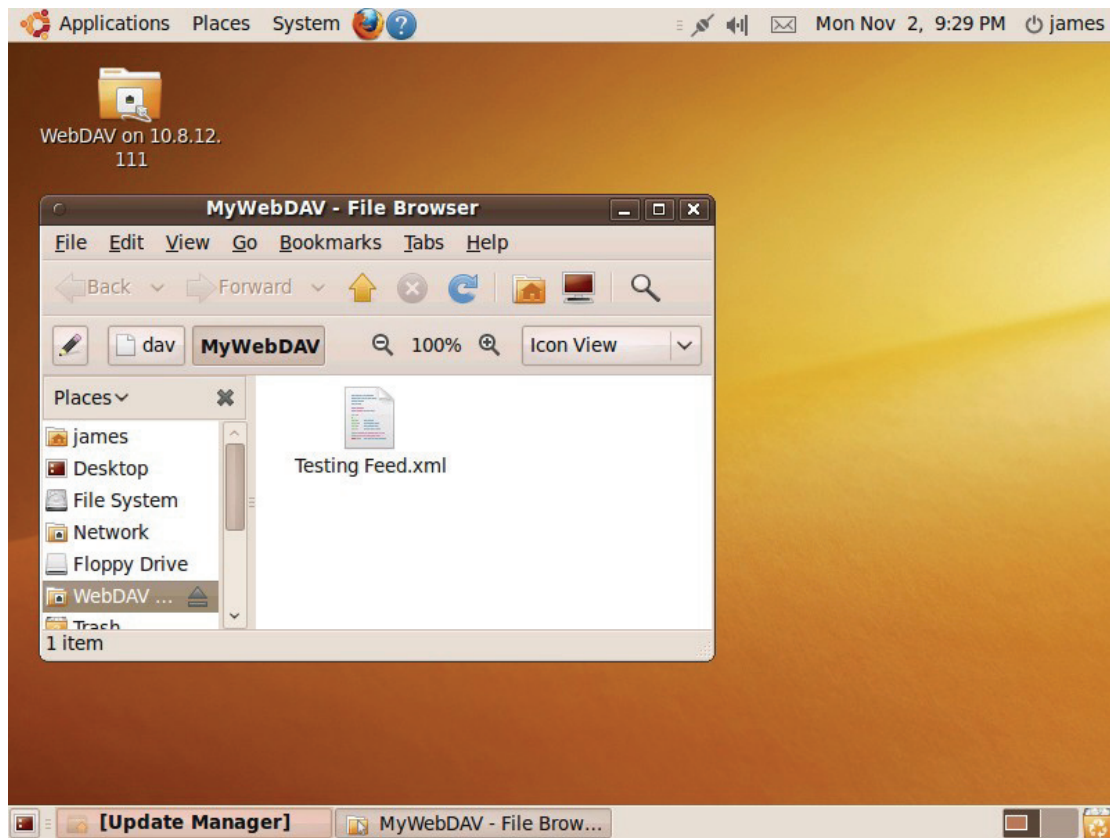 Applications Places System ? Mon Nov 2, 9:29 PM james
WebDAV on 10.8.12.
111
MyWebDAV - File Browser
File Edit View Go Bookmarks Tabs Help
Back Forward
dav MyWebDAV 100% Icon View
Places
james
Desktop
File System
Network
Floppy Drive
WebDAV ...
Trash
Testing Feed.xml
1 item
[Update Manager] MyWebDAV - File Brow...